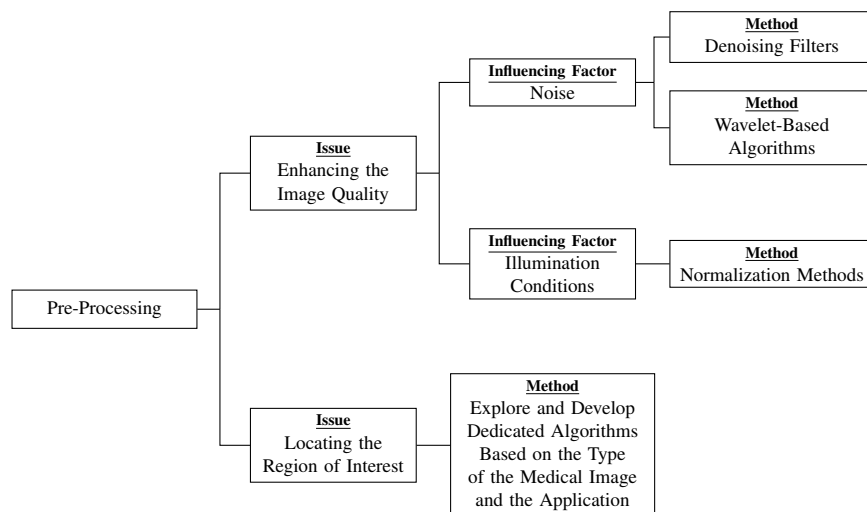 Pre-Processing
Issue
Enhancing the
Image Quality
Influencing Factor
Noise
Method
Denoising Filters
Method
Wavelet-Based
Algorithms
Influencing Factor
Illumination
Conditions
Method
Normalization Methods
Issue
Locating the
Region of Interest
Method
Explore and Develop
Dedicated Algorithms
Based on the Type
of the Medical Image
and the Application